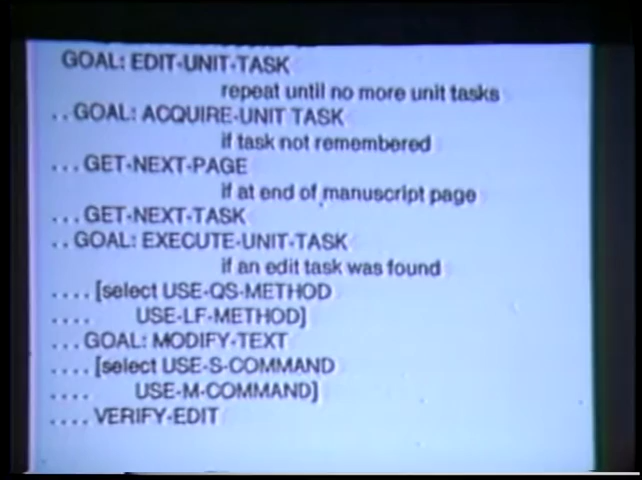 GOAL: EDIT-UNIT-TASK
repeat until no more unit tasks
. . GOAL: ACQUIRE-UNIT TASK
if task not remembered
. . . GET-NEXT-PAGE
if at end of manuscript page
. . . GET-NEXT-TASK
. . GOAL: EXECUTE-UNIT-TASK
if an edit task was found
. . . . [select USE-QS-METHOD
. . . . USE-LF-METHOD]
. . . GOAL: MODIFY-TEXT
. . . . [select USE-S-COMMAND
. . . . USE-M-COMMAND]
. . . . VERIFY-EDIT